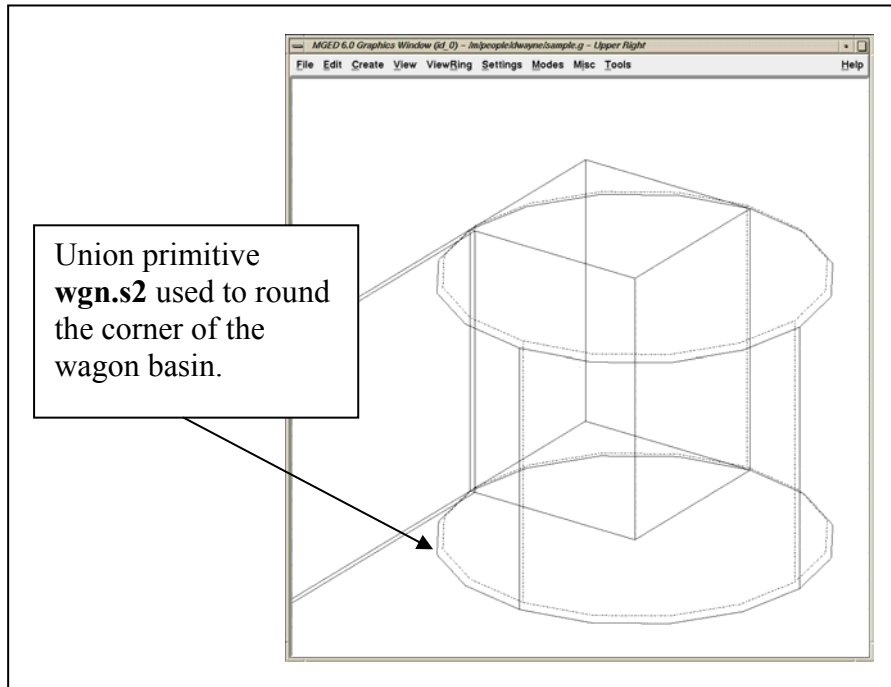 MGED 6.0 Graphics Window (id_0) – /m/people/dwayne/sample.g – Upper Right
File Edit Create View ViewRing Settings Modes Misc Tools Help
Union primitive
wgn.s2 used to round
the corner of the
wagon basin.